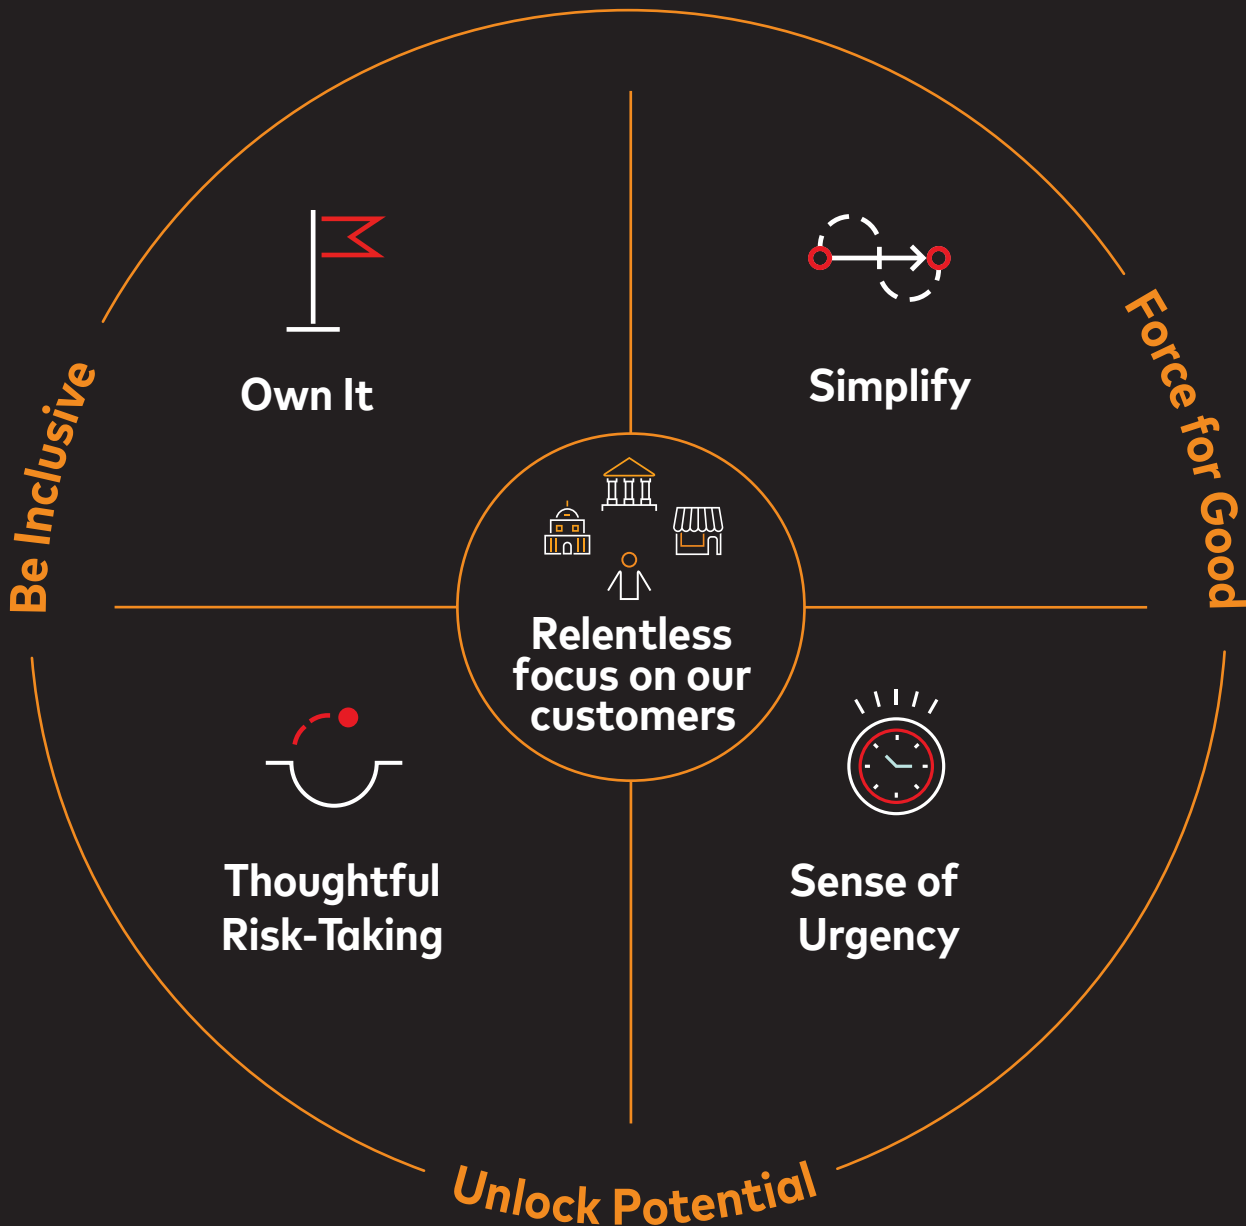 Own It
Simplify
Be Inclusive
Force for Good
Relentless
focus on our
customers
Thoughtful
Risk-Taking
Sense of
Urgency
Unlock Potential